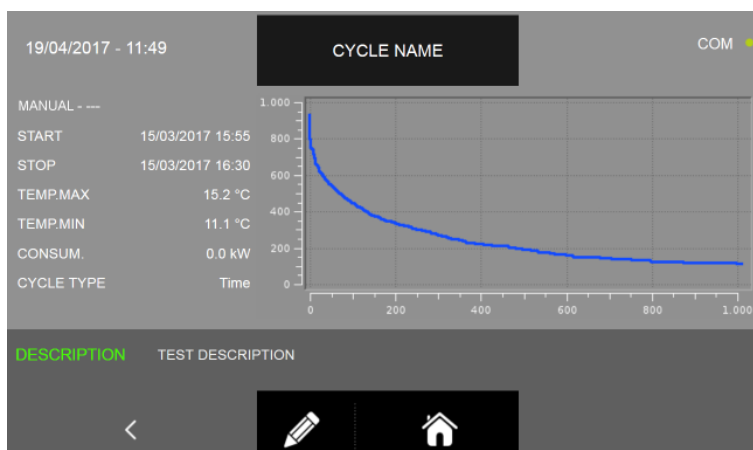 19/04/2017 - 11:49
CYCLE NAME
COM
MANUAL - ---
START 15/03/2017 15:55
STOP 15/03/2017 16:30
TEMP.MAX 15.2 °C
TEMP.MIN 11.1 °C
CONSUM. 0.0 kW
CYCLE TYPE Time
1.000
800
600
400
200
0
0 200 400 600 800 1.000
DESCRIPTION TEST DESCRIPTION